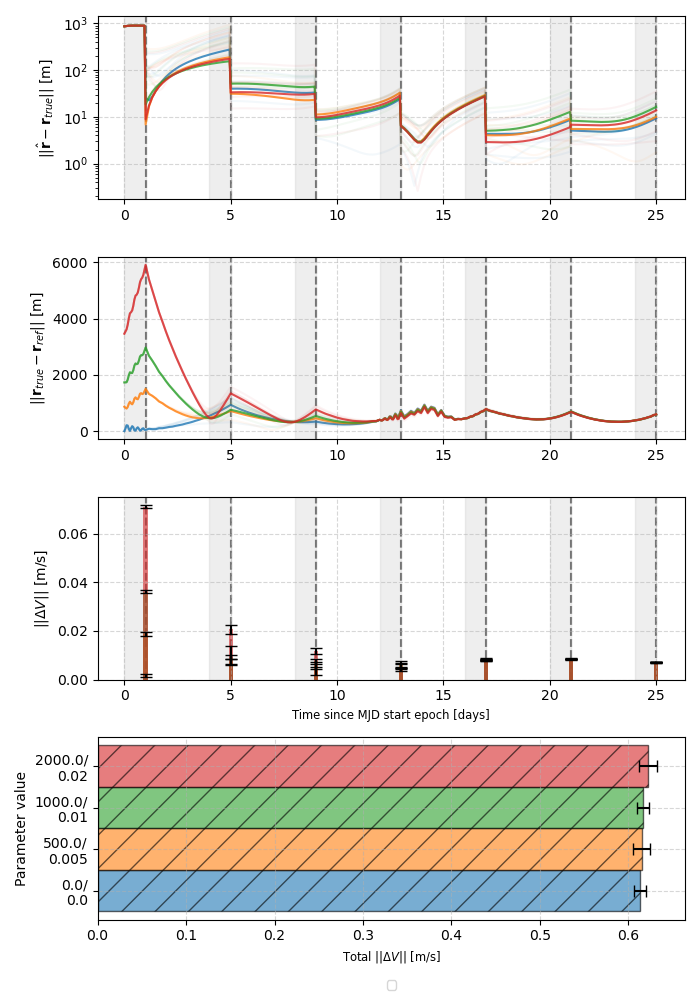 ||r̂ − r_true|| [m]
10³
10²
10¹
10⁰
0 5 10 15 20 25
||r_true − r_ref|| [m]
6000
4000
2000
0
0 5 10 15 20 25
||ΔV|| [m/s]
0.06
0.04
0.02
0.00
0 5 10 15 20 25
Time since MJD start epoch [days]
Parameter value
2000.0/
0.02
1000.0/
0.01
500.0/
0.005
0.0/
0.0
0.0 0.1 0.2 0.3 0.4 0.5 0.6
Total ||ΔV|| [m/s]